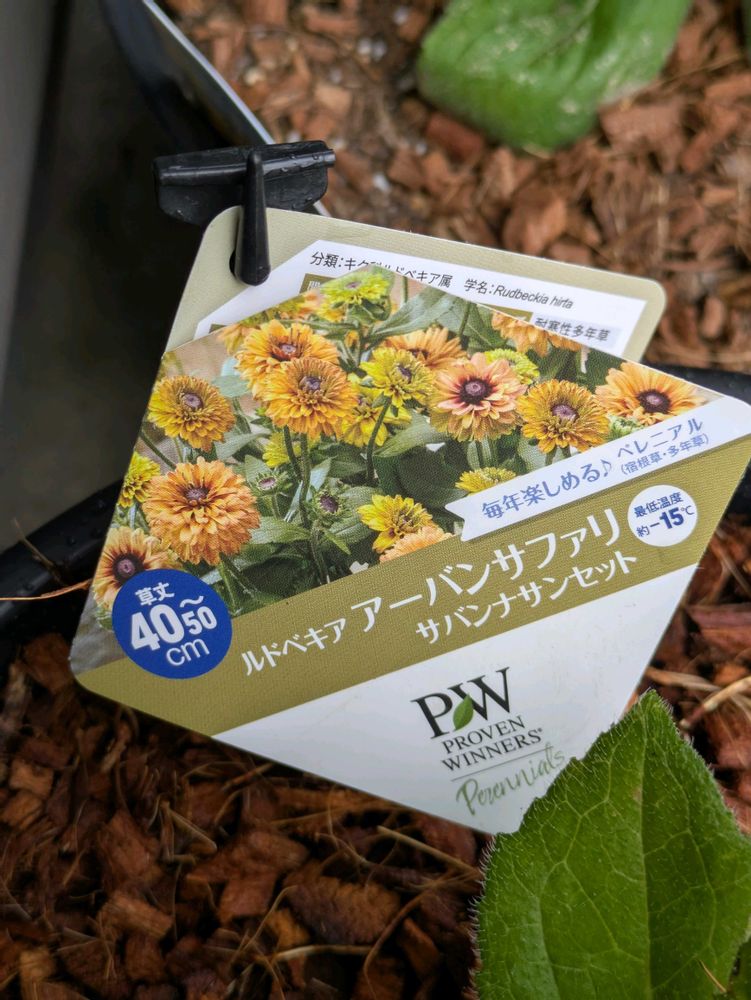 分類：キク科ルドベキア属　学名：Rudbeckia hirta
耐寒性多年草
毎年楽しめる♪ ペレニアル
(宿根草・多年草)
最低温度
約-15℃
草丈
40~50
cm
ルドベキア アーバンサファリ
サバンナサンセット
PW
PROVEN
WINNERS®
Perennials